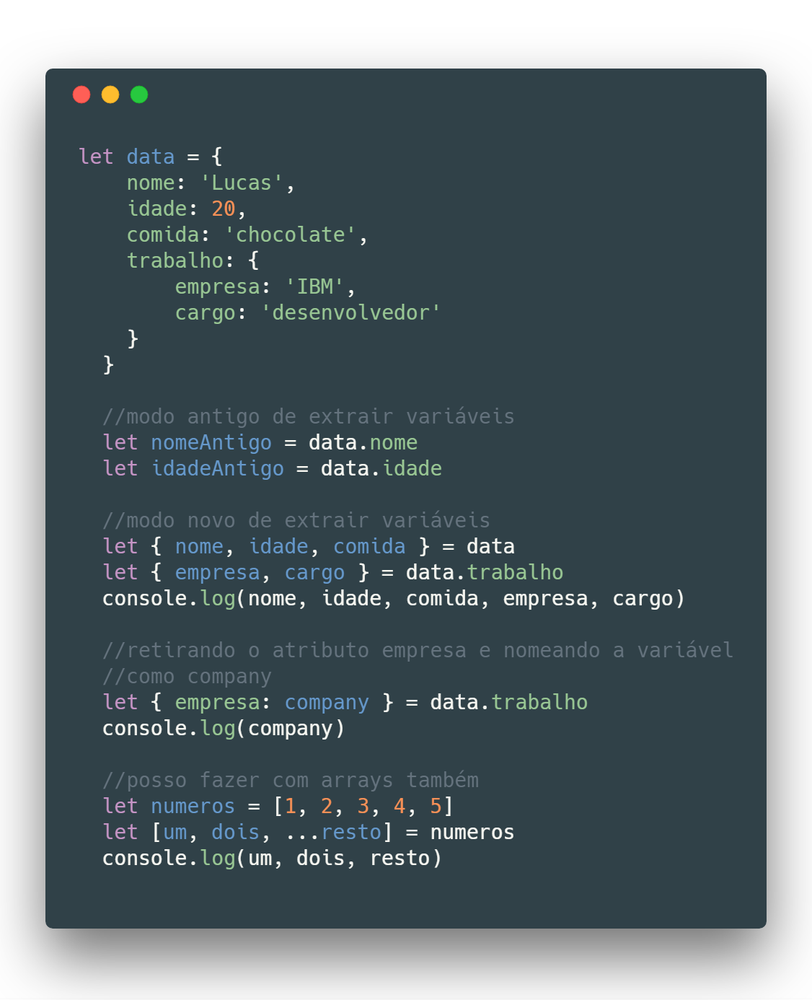 let data = {
    nome: 'Lucas',
    idade: 20,
    comida: 'chocolate',
    trabalho: {
        empresa: 'IBM',
        cargo: 'desenvolvedor'
    }
  }

  //modo antigo de extrair variáveis
  let nomeAntigo = data.nome
  let idadeAntigo = data.idade

  //modo novo de extrair variáveis
  let { nome, idade, comida } = data
  let { empresa, cargo } = data.trabalho
  console.log(nome, idade, comida, empresa, cargo)

  //retirando o atributo empresa e nomeando a variável
  //como company
  let { empresa: company } = data.trabalho
  console.log(company)

  //posso fazer com arrays também
  let numeros = [1, 2, 3, 4, 5]
  let [um, dois, ...resto] = numeros
  console.log(um, dois, resto)